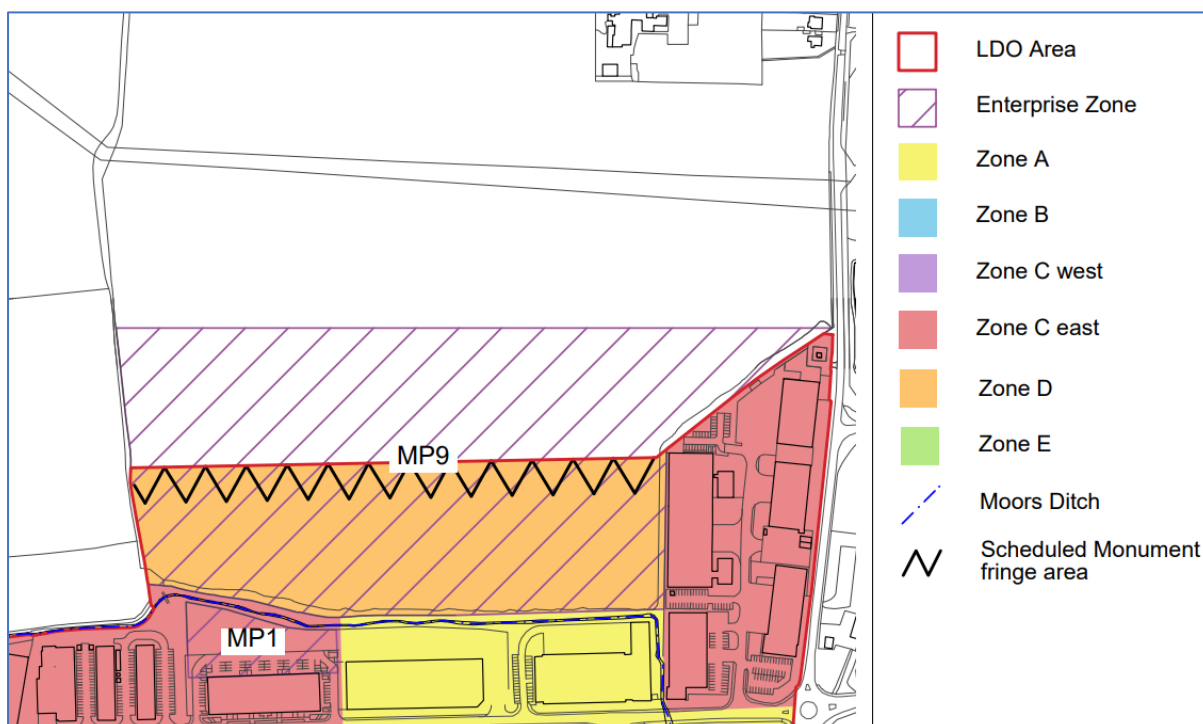 MP9
MP1
LDO Area
Enterprise Zone
Zone A
Zone B
Zone C west
Zone C east
Zone D
Zone E
Moors Ditch
Scheduled Monument
fringe area